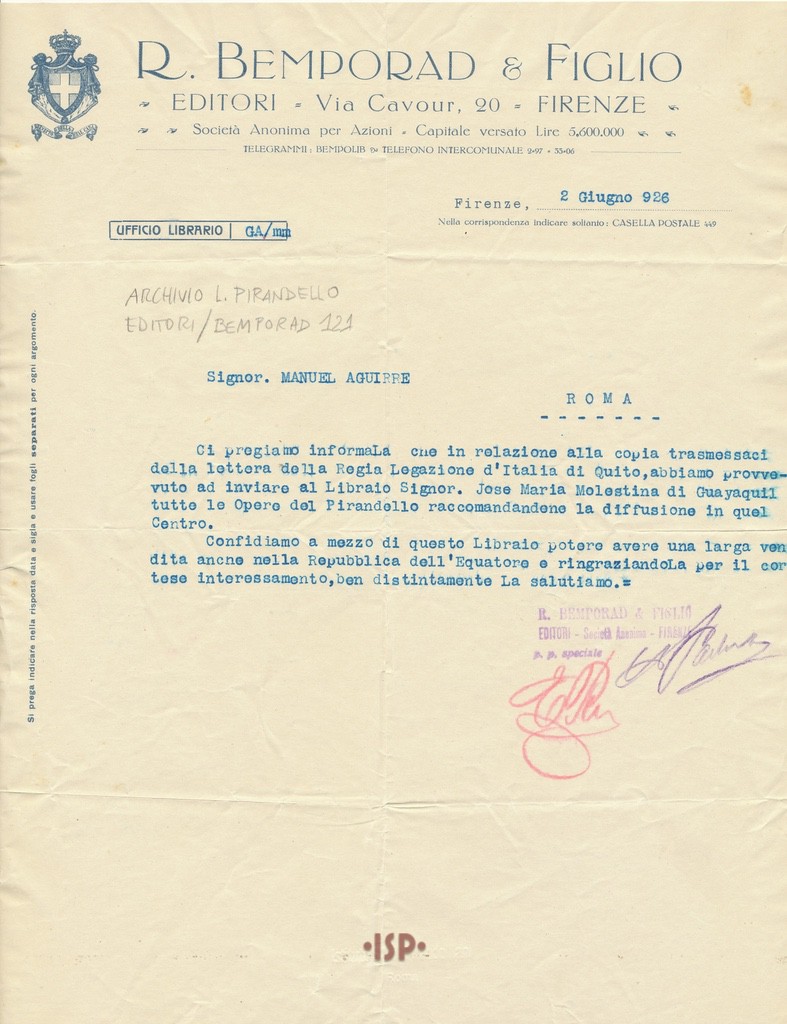 R. BEMPORAD & FIGLIO
EDITORI = Via Cavour, 20 = FIRENZE
Società Anonima per Azioni = Capitale versato Lire 5.600.000
TELEGRAMMI: BEMPOLIB TELEFONO INTERCOMUNALE 2-97 = 33-06
Firenze, 2 Giugno 926
Nella corrispondenza indicare soltanto: CASELLA POSTALE 449
UFFICIO LIBRARIO | GA/mm
ARCHIVIO L. PIRANDELLO
EDITORI/BEMPORAD 121
Si prega indicare nella risposta data e sigla e usare fogli separati per ogni argomento.
Signor. MANUEL AGUIRRE
ROMA
- - - - - - -
Ci pregiamo informaLa che in relazione alla copia trasmessaci
della lettera della Regia Legazione d'Italia di Quito,abbiamo provve-
vuto ad inviare al Libraio Signor. Jose Maria Molestina di Guayaquil
tutte le Opere del Pirandello raccomandandene la diffusione in quel
Centro.
Confidiamo a mezzo di questo Libraio potere avere una larga ven
dita anche nella Repubblica dell'Equatore e ringraziandoLa per il cor
tese interessamento,ben distintamente La salutiamo.=
R. BEMPORAD & FIGLIO
EDITORI - Società Anonima - FIRENZE
p. p. speciale
•ISP•